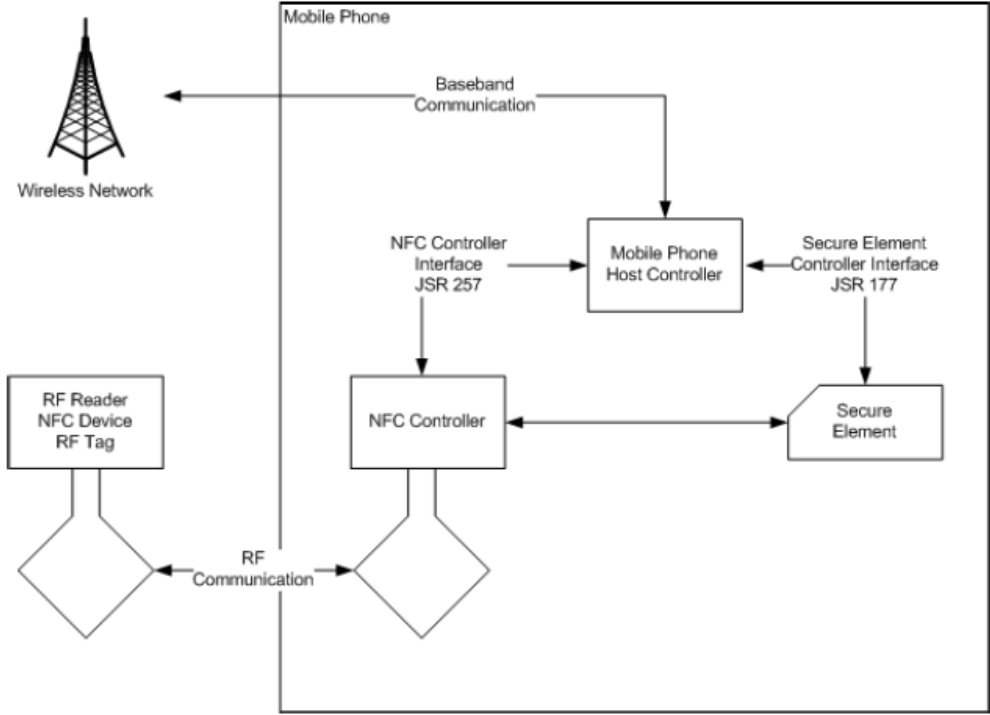 Mobile Phone
Baseband
Communication
Wireless Network
NFC Controller
Interface
JSR 257
Mobile Phone
Host Controller
Secure Element
Controller Interface
JSR 177
RF Reader
NFC Device
RF Tag
NFC Controller
Secure
Element
RF
Communication